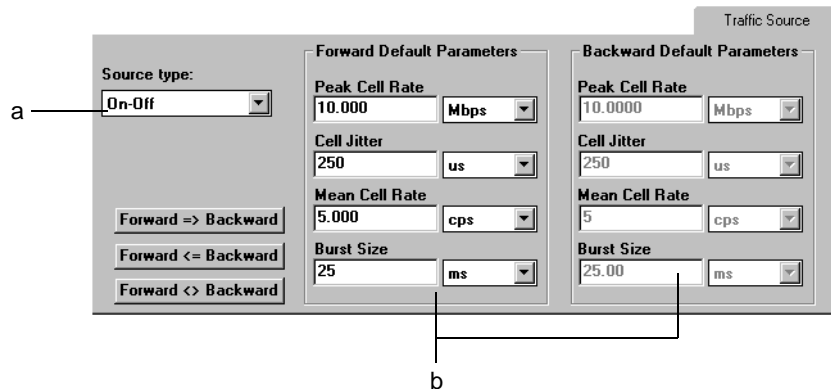 Traffic Source
Source type:
On-Off
Forward => Backward
Forward <= Backward
Forward <> Backward
Forward Default Parameters
Peak Cell Rate
10.000 Mbps
Cell Jitter
250 us
Mean Cell Rate
5.000 cps
Burst Size
25 ms
Backward Default Parameters
Peak Cell Rate
10.0000 Mbps
Cell Jitter
250 us
Mean Cell Rate
5 cps
Burst Size
25.00 ms
a
b